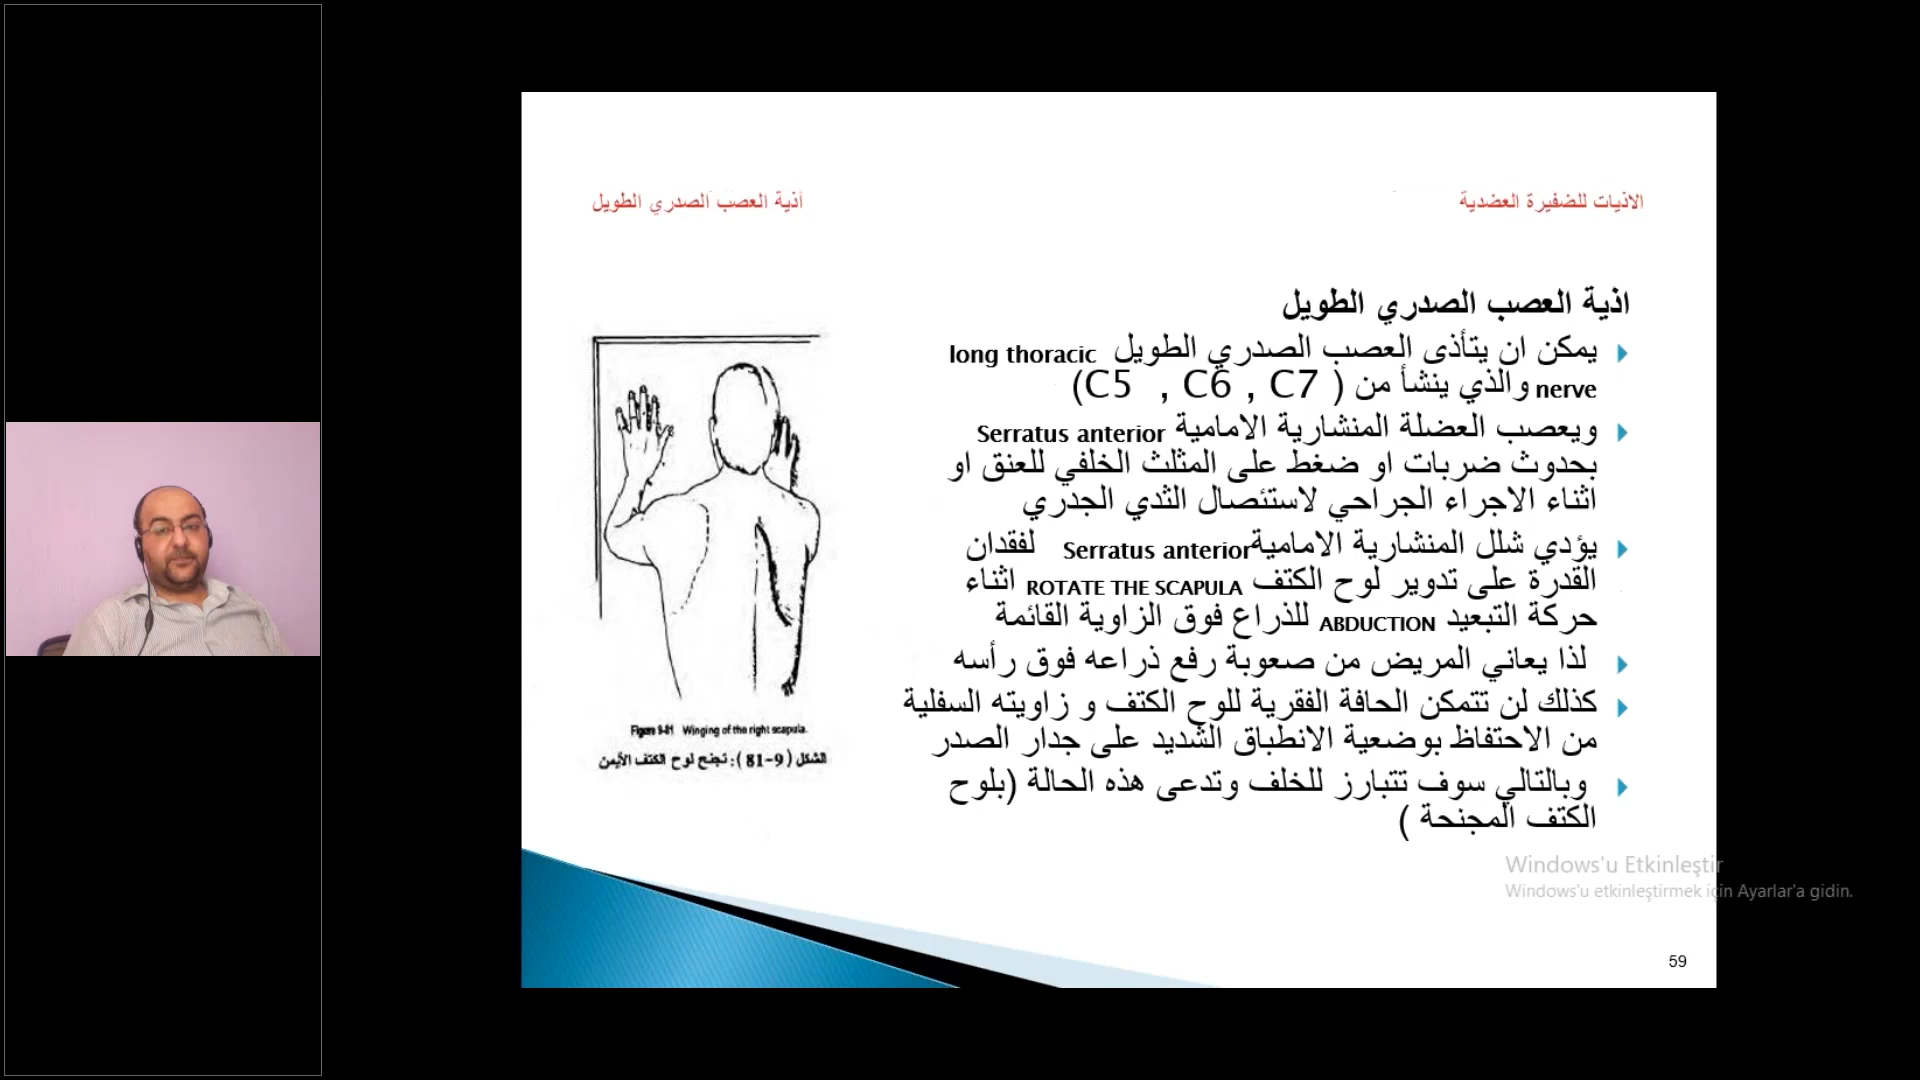 الاذيات للضفيرة العضدية
أذية العصب الصدري الطويل
اذية العصب الصدري الطويل
يمكن ان يتأذى العصب الصدري الطويل long thoracic
nerve والذي ينشأ من ( C5 , C6 , C7)
ويعصب العضلة المنشارية الامامية Serratus anterior
بحدوث ضربات او ضغط على المثلث الخلفي للعنق او
اثناء الاجراء الجراحي لاستئصال الثدي الجدري
يؤدي شلل المنشارية الامامية Serratus anterior لفقدان
القدرة على تدوير لوح الكتف ROTATE THE SCAPULA اثناء
حركة التبعيد ABDUCTION للذراع فوق الزاوية القائمة
لذا يعاني المريض من صعوبة رفع ذراعه فوق رأسه
كذلك لن تتمكن الحافة الفقرية للوح الكتف و زاويته السفلية
من الاحتفاظ بوضعية الانطباق الشديد على جدار الصدر
وبالتالي سوف تتبارز للخلف وتدعى هذه الحالة (بلوح
الكتف المجنحة )
Figure 9-81 Winging of the right scapula.
الشكل (9-81): تجنح لوح الكتف الأيمن
Windows'u Etkinleştir
Windows'u etkinleştirmek için Ayarlar'a gidin.
59